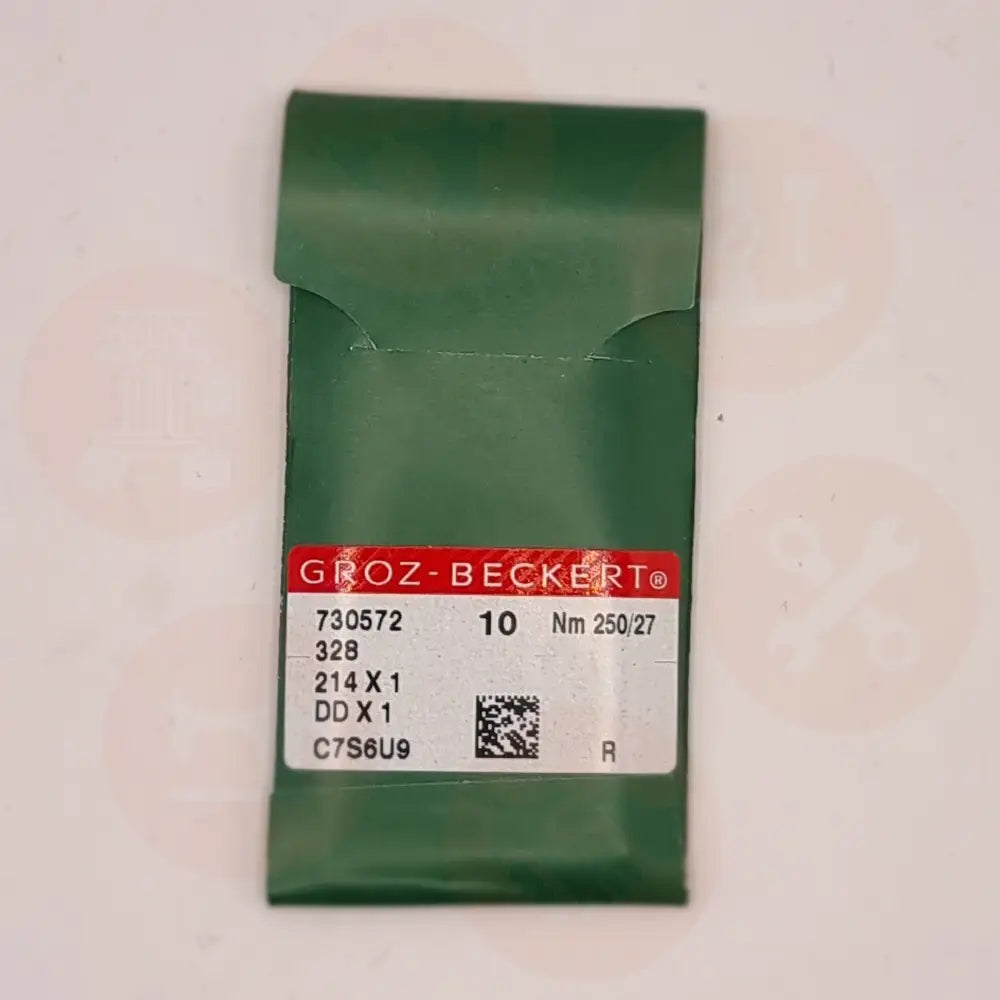 GROZ-BECKERT®
730572 10 Nm 250/27
328
214 X 1
DD X 1
C7S6U9 R